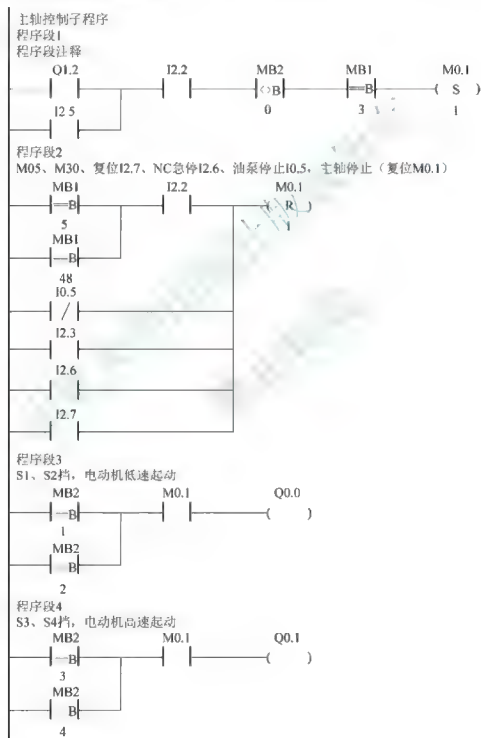 主轴控制子程序
程序段1
程序段注释
Q1.2 I2.2 MB2 MB1 M0.1
<>B ==B ( S )
I2.5 0 3 1
程序段2
M05、M30、复位I2.7、NC急停I2.6、油泵停止I0.5，主轴停止（复位M0.1）
MB1 I2.2 M0.1
==B ( R )
5 1
MB1
==B
48
I0.5
/
I2.3
I2.6
I2.7
程序段3
S1、S2挡，电动机低速起动
MB2 M0.1 Q0.0
==B ( )
1
MB2
==B
2
程序段4
S3、S4挡，电动机高速起动
MB2 M0.1 Q0.1
==B ( )
3
MB2
B
4